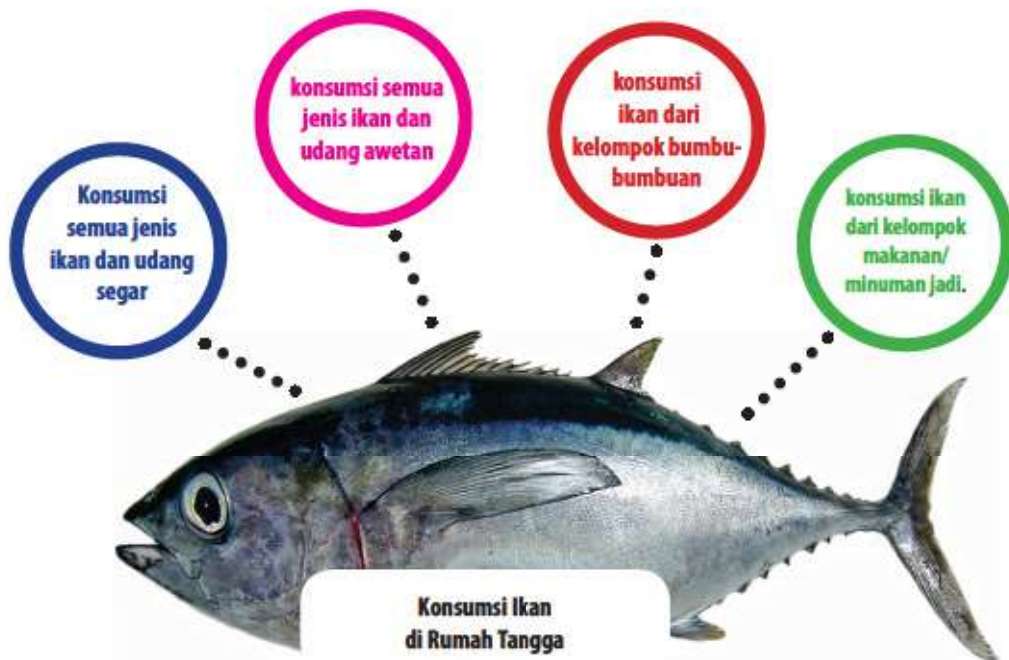 Konsumsi
semua jenis
ikan dan udang
segar
konsumsi semua
jenis ikan dan
udang awetan
konsumsi
ikan dari
kelompok bumbu-
bumbuan
konsumsi ikan
dari kelompok
makanan/
minuman jadi.
Konsumsi Ikan
di Rumah Tangga